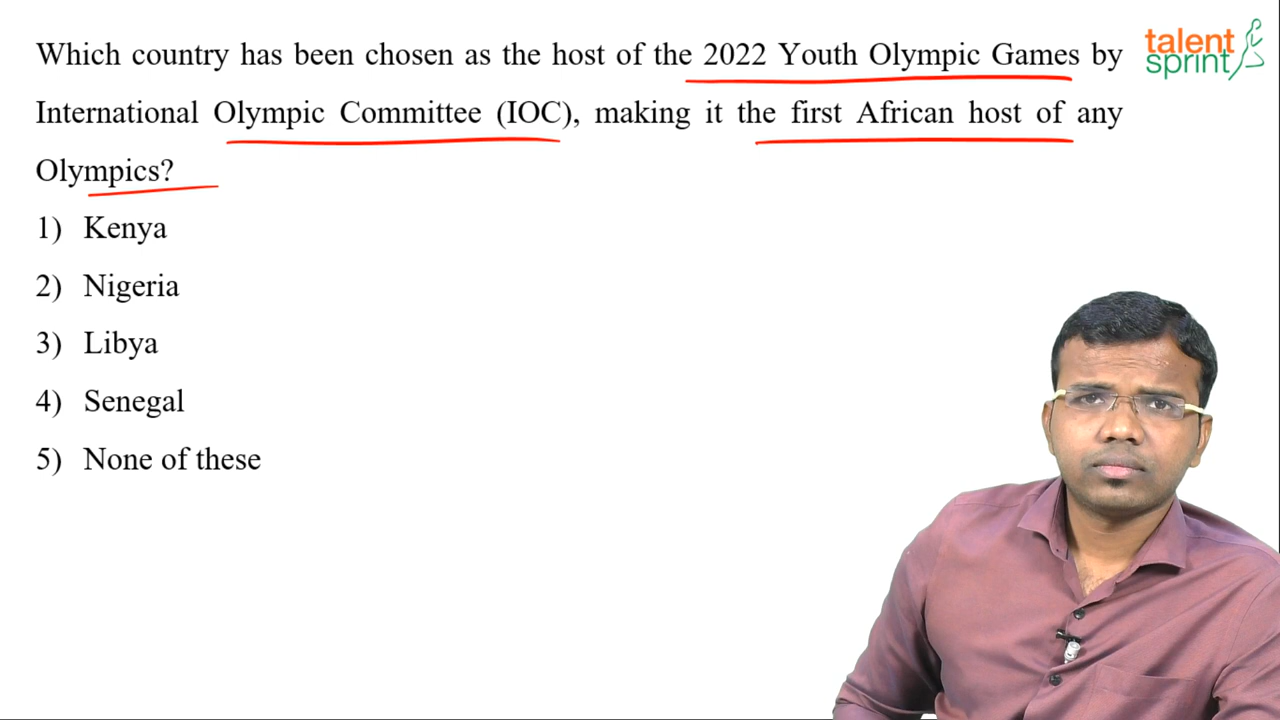 Which country has been chosen as the host of the 2022 Youth Olympic Games by
International Olympic Committee (IOC), making it the first African host of any
Olympics?
1) Kenya
2) Nigeria
3) Libya
4) Senegal
5) None of these
talent
sprint